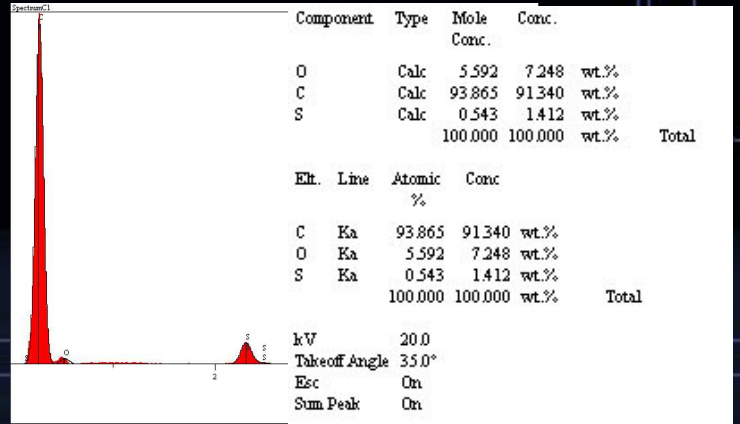 SpectrumC1
C
O
S
S
S
2
Component Type Mole Conc. Conc.
O Calc 5.592 7.248 wt.%
C Calc 93.865 91.340 wt.%
S Calc 0.543 1.412 wt.%
100.000 100.000 wt.% Total
Elt. Line Atomic % Conc
C Ka 93.865 91.340 wt.%
O Ka 5.592 7.248 wt.%
S Ka 0.543 1.412 wt.%
100.000 100.000 wt.% Total
kV 20.0
Takeoff Angle 35.0°
Esc On
Sum Peak On